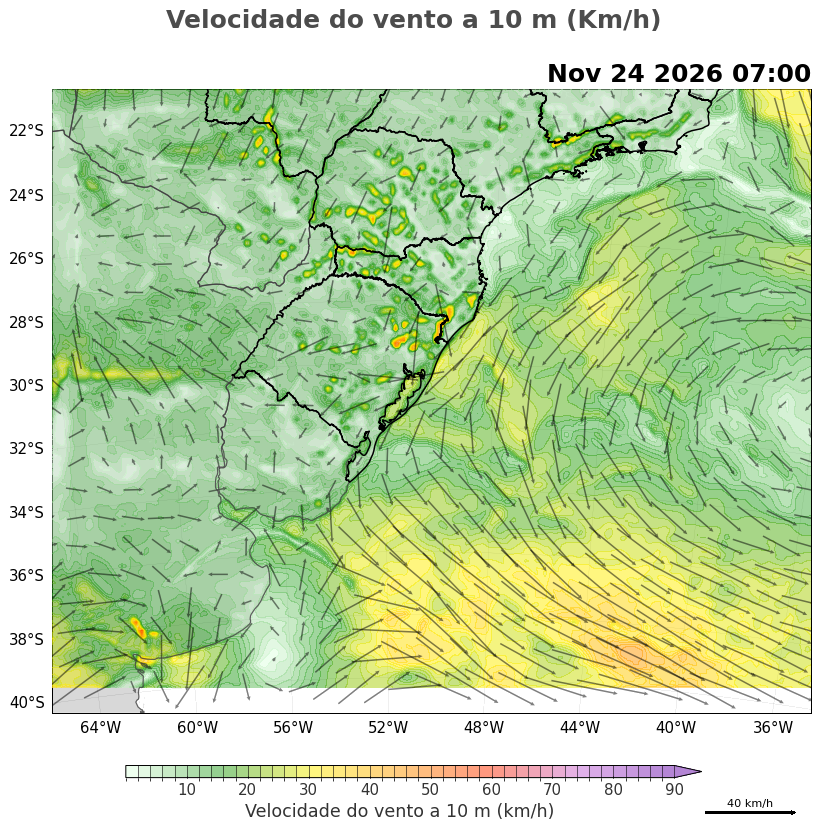 Velocidade do vento a 10 m (Km/h)
Nov 24 2026 07:00
22°S
24°S
26°S
28°S
30°S
32°S
34°S
36°S
38°S
40°S
64°W 60°W 56°W 52°W 48°W 44°W 40°W 36°W
10 20 30 40 50 60 70 80 90
Velocidade do vento a 10 m (km/h)
40 km/h